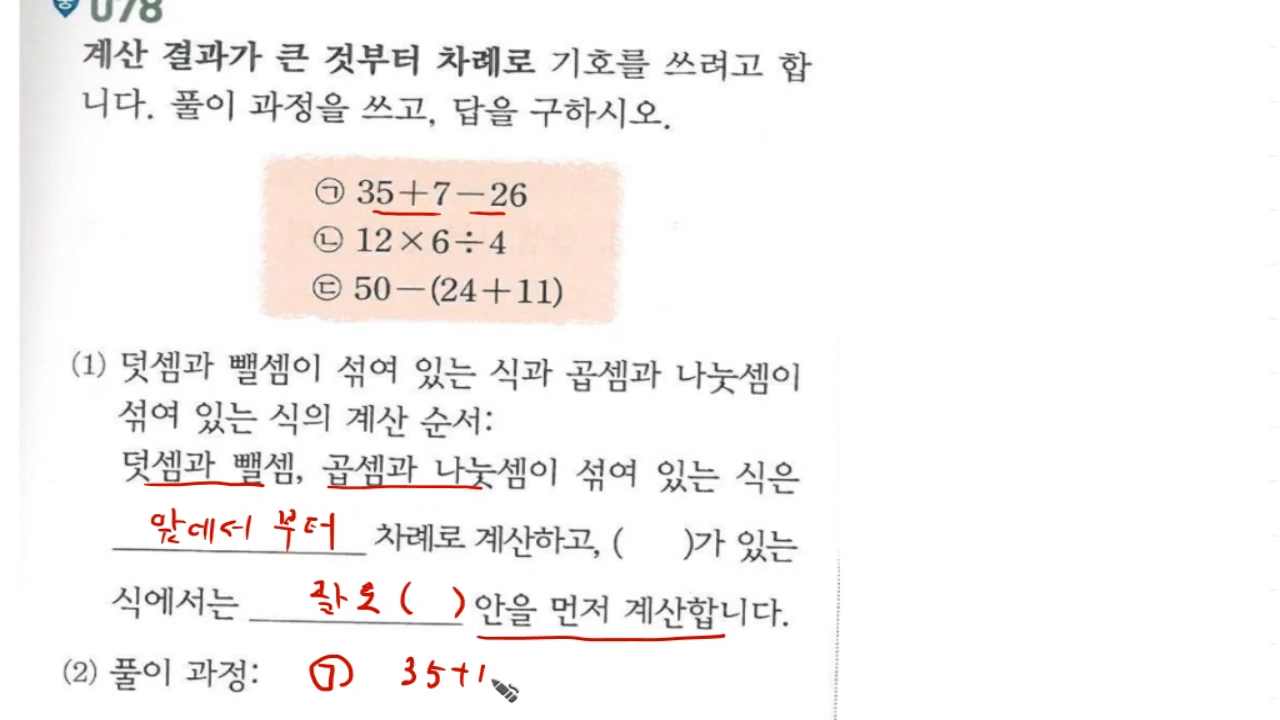 078
계산 결과가 큰 것부터 차례로 기호를 쓰려고 합
니다. 풀이 과정을 쓰고, 답을 구하시오.
㉠ 35+7-26
㉡ 12×6÷4
㉢ 50-(24+11)
(1) 덧셈과 뺄셈이 섞여 있는 식과 곱셈과 나눗셈이
섞여 있는 식의 계산 순서:
덧셈과 뺄셈, 곱셈과 나눗셈이 섞여 있는 식은
앞에서 부터 차례로 계산하고, ( )가 있는
식에서는 괄호 ( ) 안을 먼저 계산합니다.
(2) 풀이 과정: ㉠ 35+